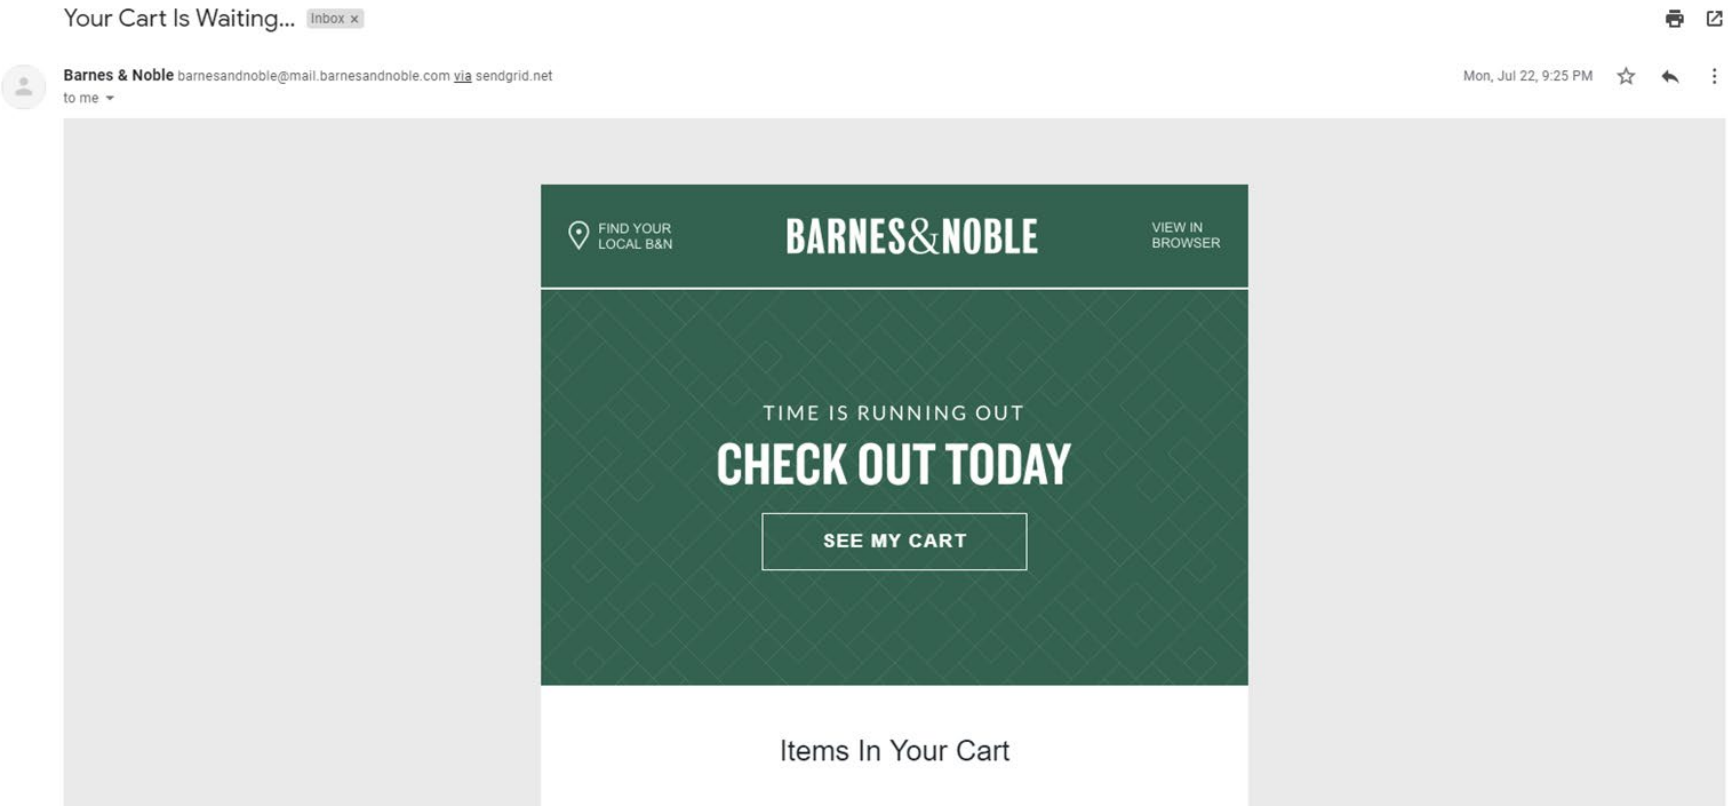 Your Cart Is Waiting... Inbox x
Barnes & Noble barnesandnoble@mail.barnesandnoble.com via sendgrid.net
Mon, Jul 22, 9:25 PM
to me
FIND YOUR
LOCAL B&N
BARNES&NOBLE
VIEW IN
BROWSER
TIME IS RUNNING OUT
CHECK OUT TODAY
SEE MY CART
Items In Your Cart